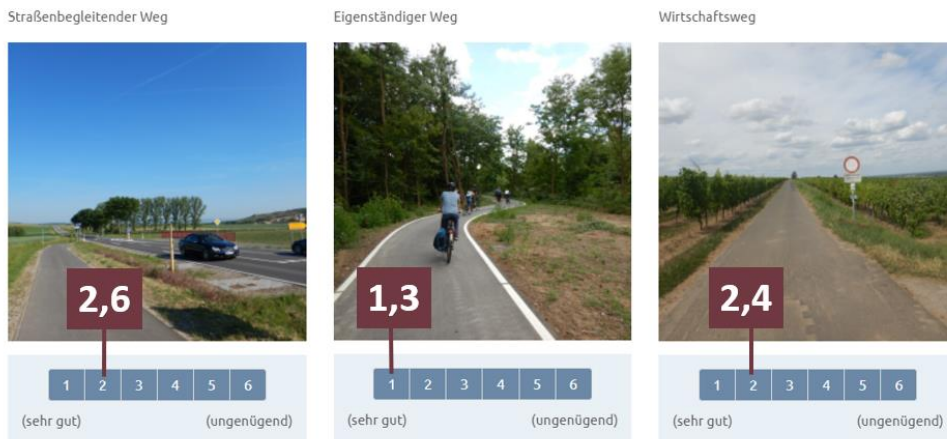 Straßenbegleitender Weg
2,6
1 2 3 4 5 6
(sehr gut) (ungenügend)
Eigenständiger Weg
1,3
1 2 3 4 5 6
(sehr gut) (ungenügend)
Wirtschaftsweg
2,4
1 2 3 4 5 6
(sehr gut) (ungenügend)